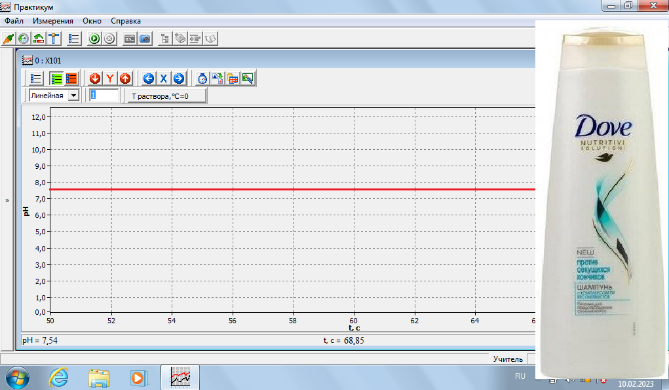 Практикум
Файл Измерения Окно Справка
0 : X101
Y X
Линейная 1 T раствора,°C=0
12,0
11,0
10,0
9,0
8,0
7,0
6,0
5,0
4,0
3,0
2,0
1,0
0,0
pH
50 52 54 56 58 60 62 64 66
t, с
pH = 7,54 t, с = 68,85
Учитель
RU
10.02.2023
Dove
NUTRITIVE
SOLUTIONS
NEW
против
секущихся
кончиков
ШАМПУНЬ